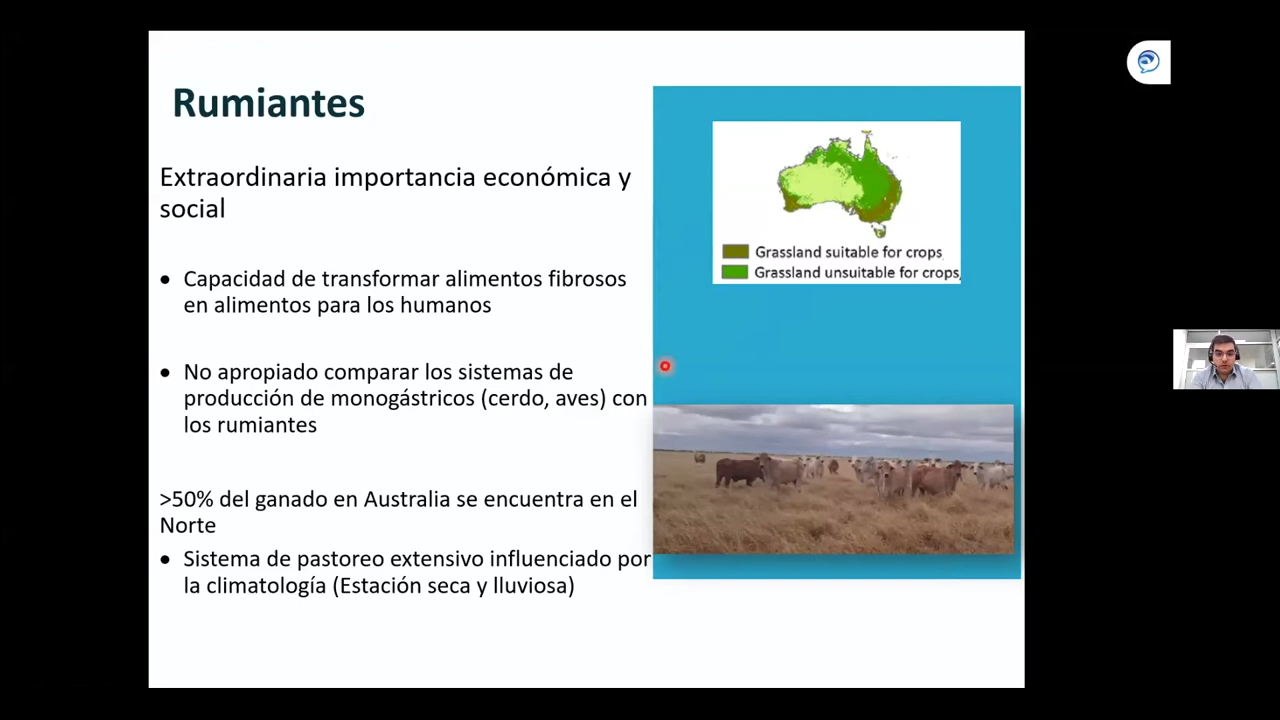 Rumiantes
Extraordinaria importancia económica y
social
• Capacidad de transformar alimentos fibrosos
en alimentos para los humanos
• No apropiado comparar los sistemas de
producción de monogástricos (cerdo, aves) con
los rumiantes
>50% del ganado en Australia se encuentra en el
Norte
• Sistema de pastoreo extensivo influenciado por
la climatología (Estación seca y lluviosa)
Grassland suitable for crops
Grassland unsuitable for crops